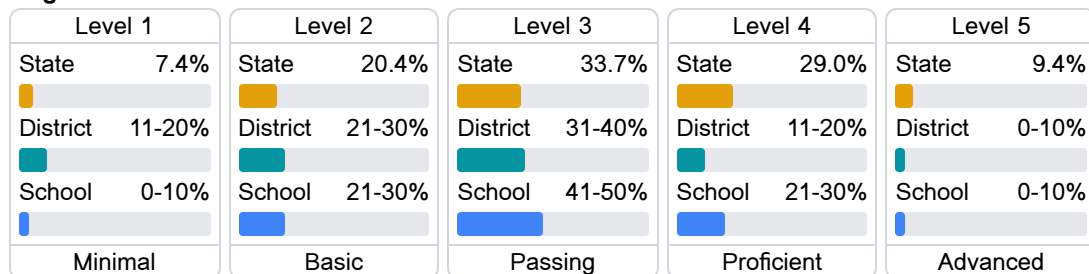 Level 1
State 7.4%
District 11-20%
School 0-10%
Minimal
Level 2
State 20.4%
District 21-30%
School 21-30%
Basic
Level 3
State 33.7%
District 31-40%
School 41-50%
Passing
Level 4
State 29.0%
District 11-20%
School 21-30%
Proficient
Level 5
State 9.4%
District 0-10%
School 0-10%
Advanced